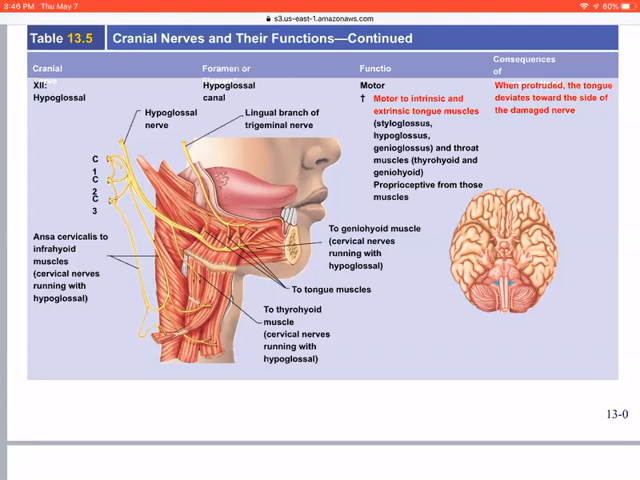 3:46 PM Thu May 7
60%
s3.us-east-1.amazonaws.com
Table 13.5 Cranial Nerves and Their Functions—Continued
Cranial
Foramen or
Functio
Consequences
of
XII:
Hypoglossal
Hypoglossal
canal
Motor
† Motor to intrinsic and
extrinsic tongue muscles
(styloglossus,
hypoglossus,
genioglossus) and throat
muscles (thyrohyoid and
geniohyoid)
Proprioceptive from those
muscles
When protruded, the tongue
deviates toward the side of
the damaged nerve
Hypoglossal
nerve
Lingual branch of
trigeminal nerve
C
1
C
2
C
3
Ansa cervicalis to
infrahyoid
muscles
(cervical nerves
running with
hypoglossal)
To geniohyoid muscle
(cervical nerves
running with
hypoglossal)
To tongue muscles
To thyrohyoid
muscle
(cervical nerves
running with
hypoglossal)
13-0